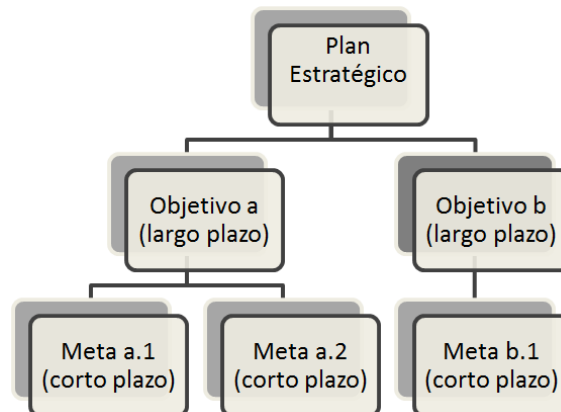 Plan
Estratégico
Objetivo a
(largo plazo)
Objetivo b
(largo plazo)
Meta a.1
(corto plazo)
Meta a.2
(corto plazo)
Meta b.1
(corto plazo)